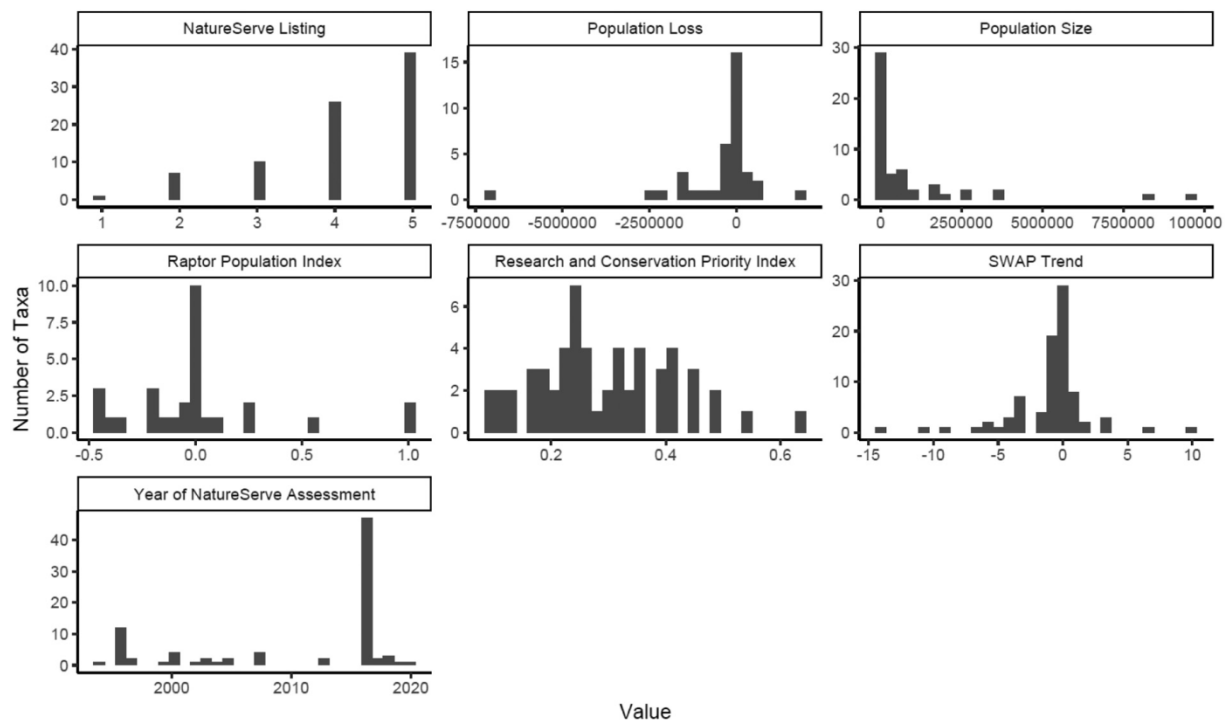 NatureServe Listing
Population Loss
Population Size
40
30
20
10
0
1 2 3 4 5
15
10
5
0
-7500000 -5000000 -2500000 0
30
20
10
0
0 2500000 5000000 7500000 10000000
Raptor Population Index
Research and Conservation Priority Index
SWAP Trend
10.0
7.5
5.0
2.5
0.0
-0.5 0.0 0.5 1.0
6
4
2
0
0.2 0.4 0.6
30
20
10
0
-15 -10 -5 0 5 10
Year of NatureServe Assessment
40
30
20
10
0
2000 2010 2020
Number of Taxa
Value